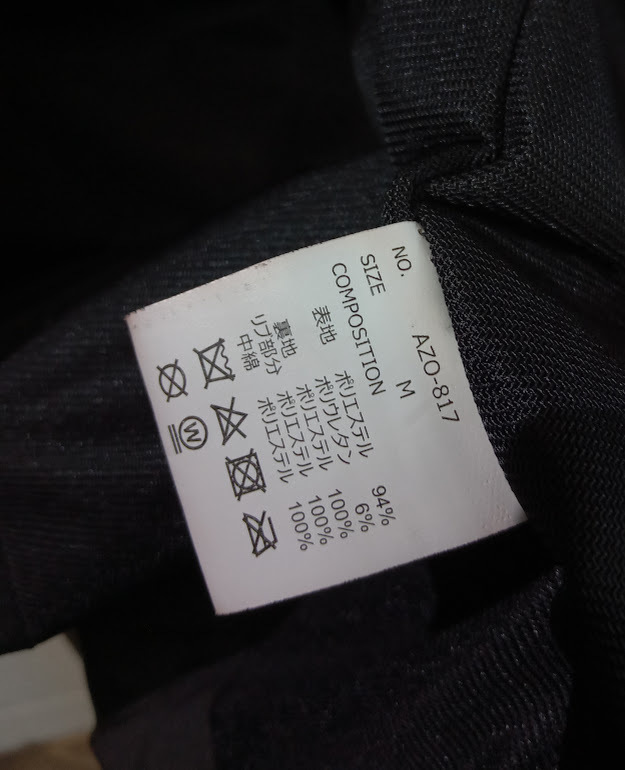 NO. AZO-817
SIZE M
COMPOSITION
表地 ポリエステル 94%
ポリウレタン 6%
裏地 ポリエステル 100%
リブ部分 ポリエステル 100%
中綿 ポリエステル 100%
W